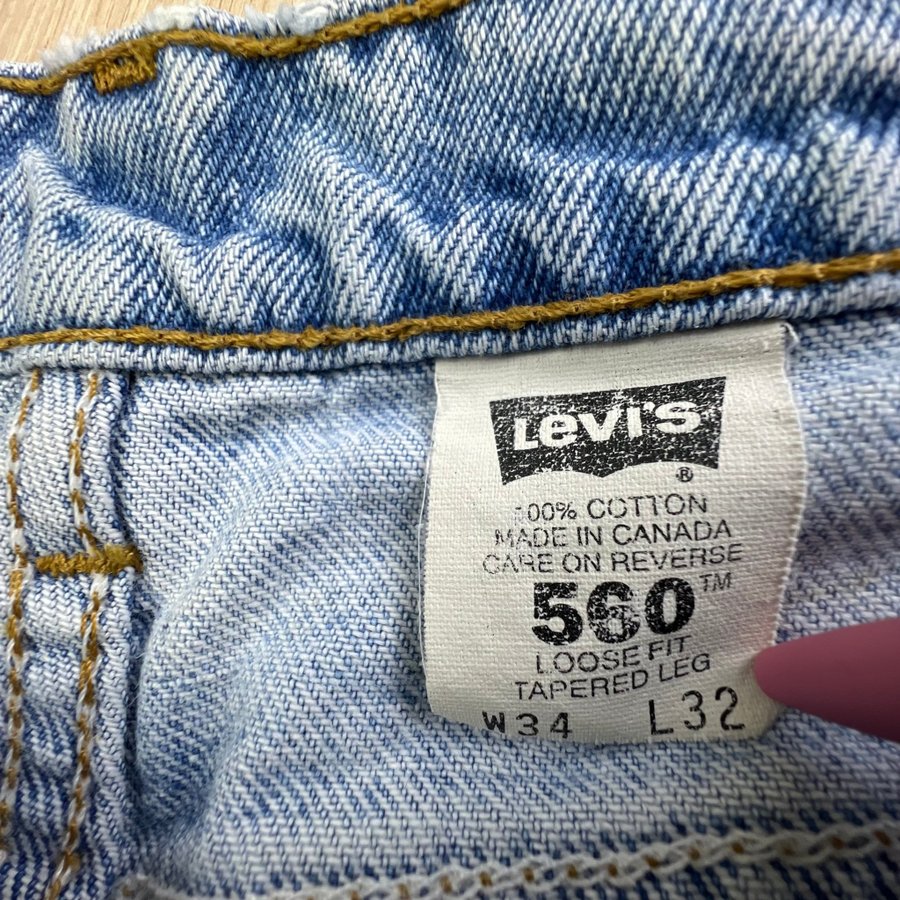 Levi's
®
100% COTTON
MADE IN CANADA
CARE ON REVERSE
560™
LOOSE FIT
TAPERED LEG
W34 L32